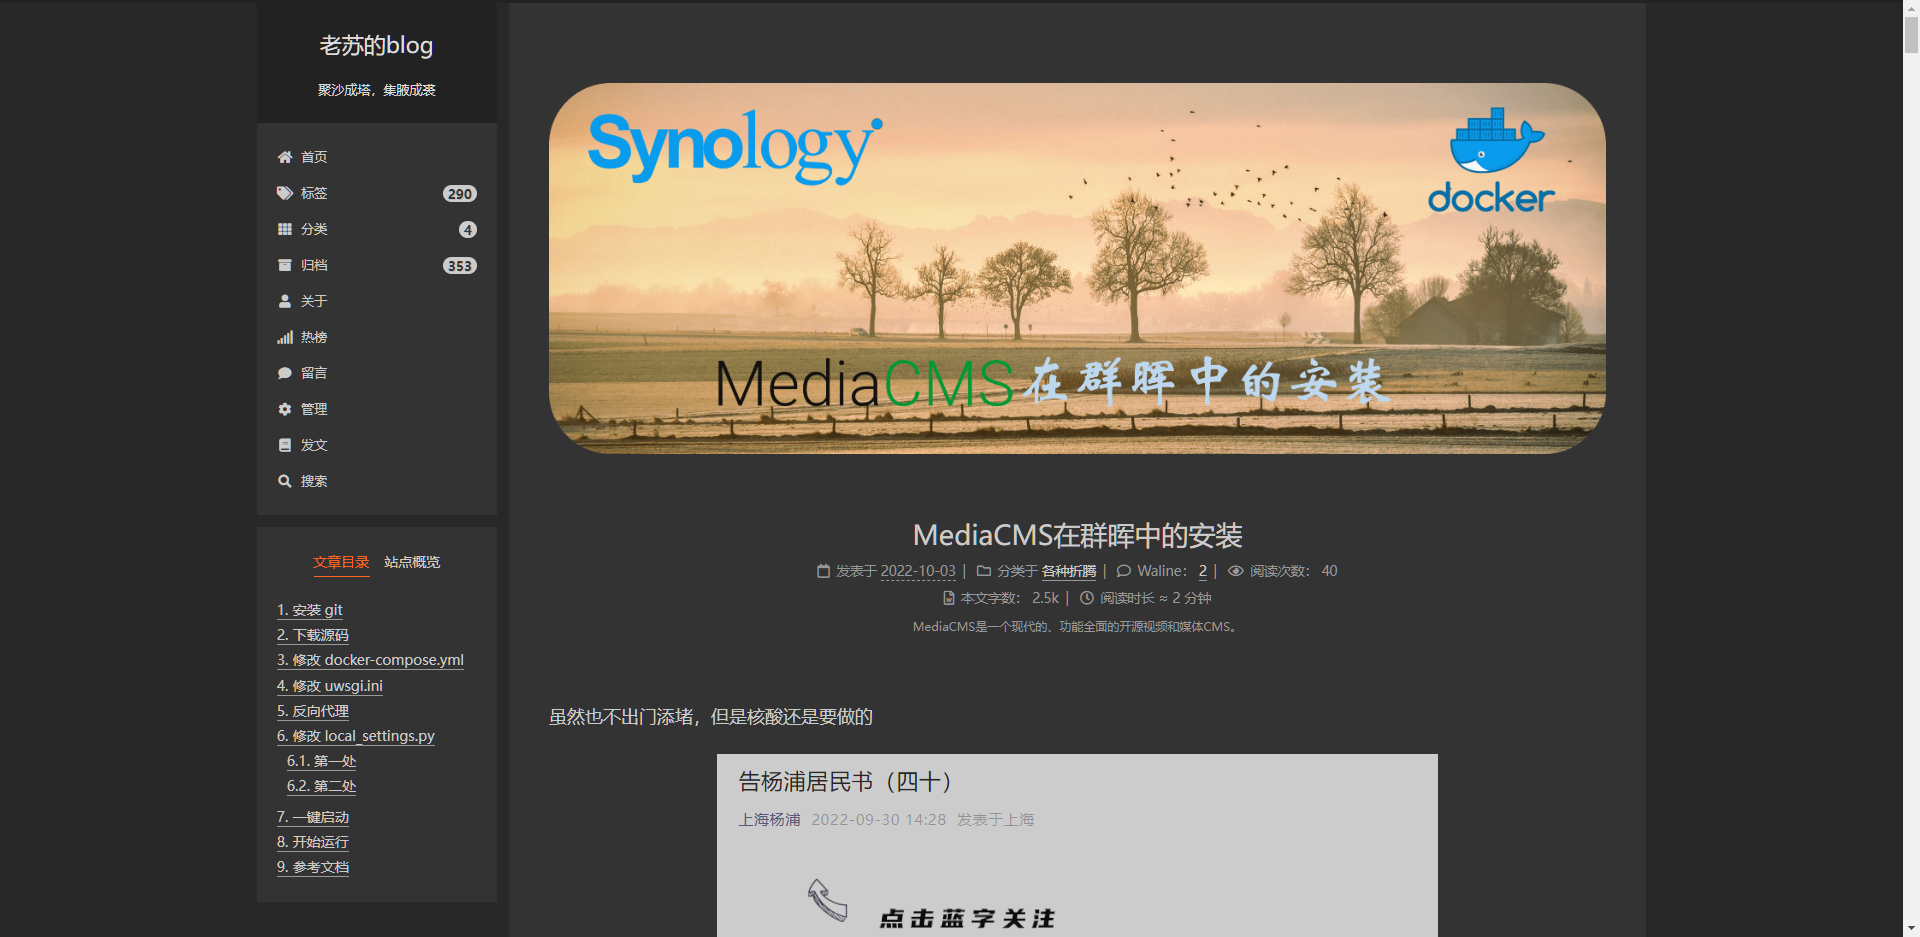 老苏的blog
聚沙成塔，集腋成裘
首页
标签 290
分类 4
归档 353
关于
热榜
留言
管理
发文
搜索
文章目录 站点概览
1. 安装 git
2. 下载源码
3. 修改 docker-compose.yml
4. 修改 uwsgi.ini
5. 反向代理
6. 修改 local_settings.py
6.1. 第一处
6.2. 第二处
7. 一键启动
8. 开始运行
9. 参考文档
Synology
docker
MediaCMS在群晖中的安装
MediaCMS在群晖中的安装
发表于 2022-10-03 | 分类于 各种折腾 | Waline： 2 | 阅读次数： 40
本文字数： 2.5k | 阅读时长 ≈ 2 分钟
MediaCMS是一个现代的、功能全面的开源视频和媒体CMS。
虽然也不出门添堵，但是核酸还是要做的
告杨浦居民书（四十）
上海杨浦 2022-09-30 14:28 发表于上海
点击蓝字关注